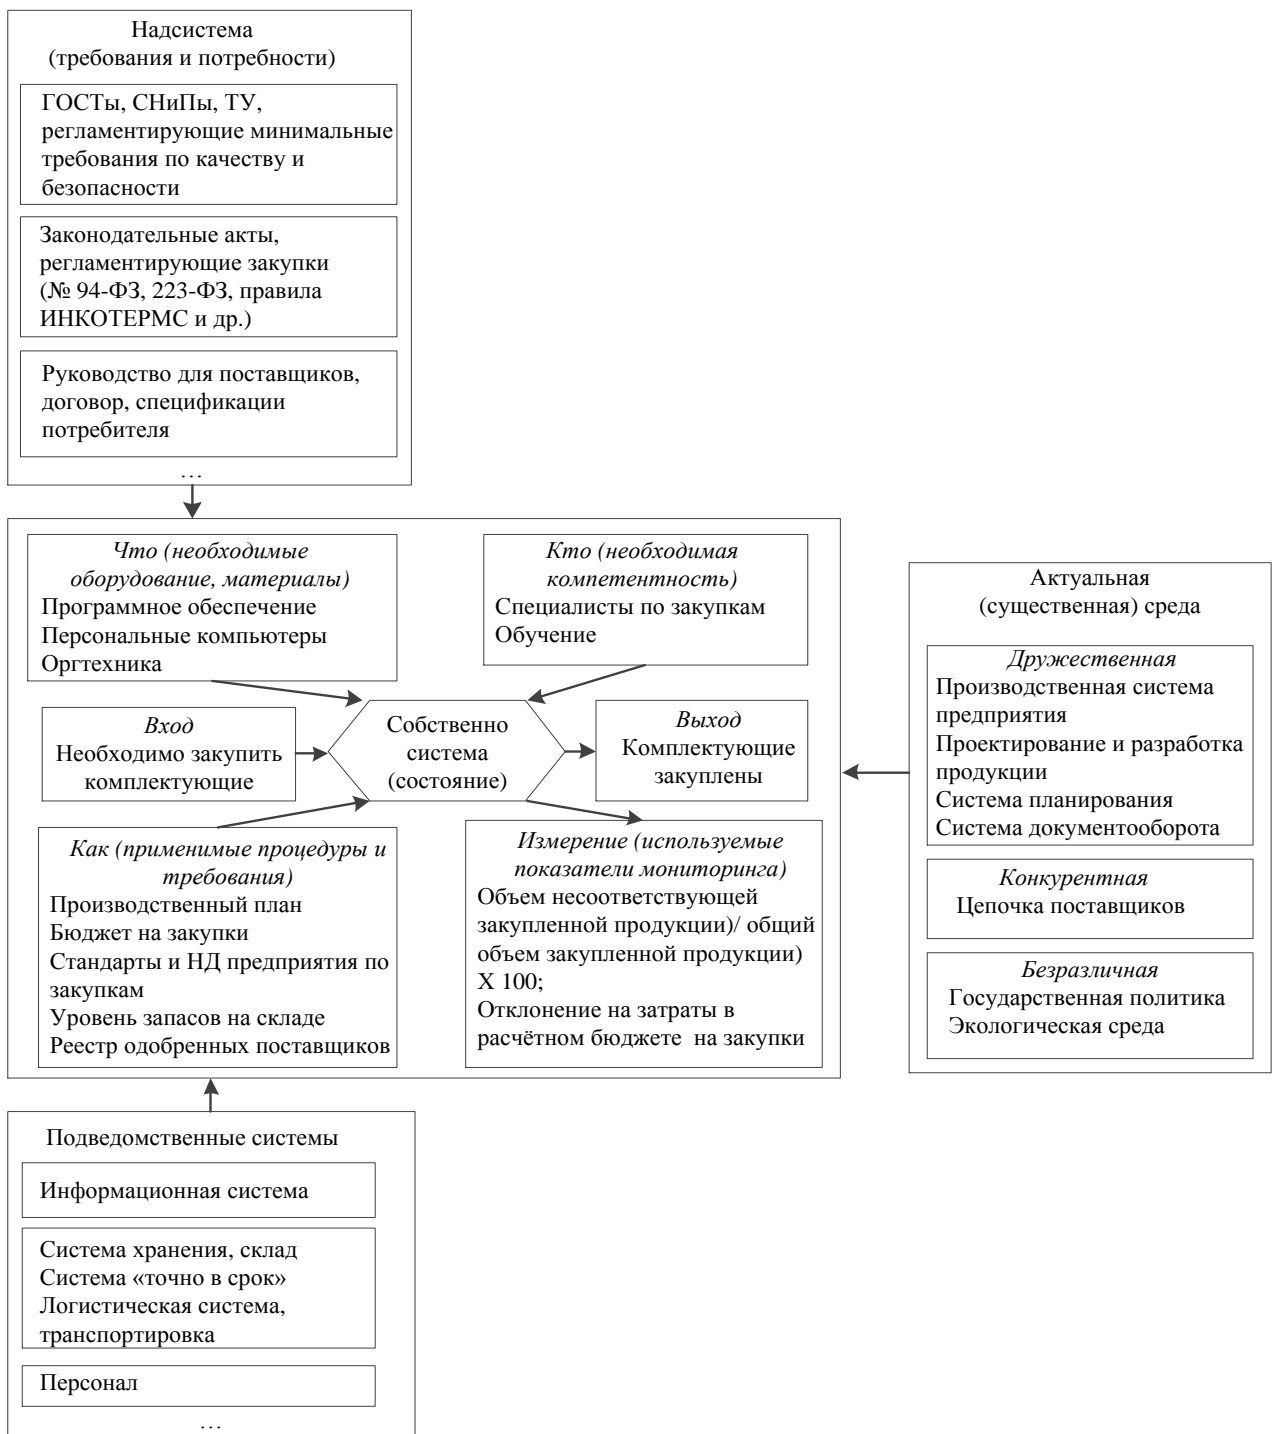 Надсистема
(требования и потребности)
ГОСТы, СНиПы, ТУ,
регламентирующие минимальные
требования по качеству и
безопасности
Законодательные акты,
регламентирующие закупки
(№ 94-ФЗ, 223-ФЗ, правила
ИНКОТЕРМС и др.)
Руководство для поставщиков,
договор, спецификации
потребителя
…
Что (необходимые
оборудование, материалы)
Программное обеспечение
Персональные компьютеры
Оргтехника
Кто (необходимая
компетентность)
Специалисты по закупкам
Обучение
Вход
Необходимо закупить
комплектующие
Собственно
система
(состояние)
Выход
Комплектующие
закуплены
Как (применимые процедуры и
требования)
Производственный план
Бюджет на закупки
Стандарты и НД предприятия по
закупкам
Уровень запасов на складе
Реестр одобренных поставщиков
Измерение (используемые
показатели мониторинга)
Объем несоответствующей
закупленной продукции)/ общий
объем закупленной продукции)
X 100;
Отклонение на затраты в
расчётном бюджете на закупки
Актуальная
(существенная) среда
Дружественная
Производственная система
предприятия
Проектирование и разработка
продукции
Система планирования
Система документооборота
Конкурентная
Цепочка поставщиков
Безразличная
Государственная политика
Экологическая среда
Подведомственные системы
Информационная система
Система хранения, склад
Система «точно в срок»
Логистическая система,
транспортировка
Персонал
…